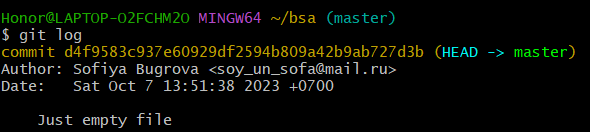 Honor@LAPTOP-O2FCHM2O MINGW64 ~/bsa (master)
$ git log
commit d4f9583c937e60929df2594b809a42b9ab727d3b (HEAD -> master)
Author: Sofiya Bugrova <soy_un_sofa@mail.ru>
Date:   Sat Oct 7 13:51:38 2023 +0700
    Just empty file